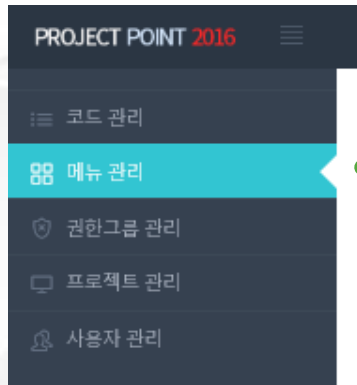 PROJECT POINT 2016
코드 관리
메뉴 관리
권한그룹 관리
프로젝트 관리
사용자 관리